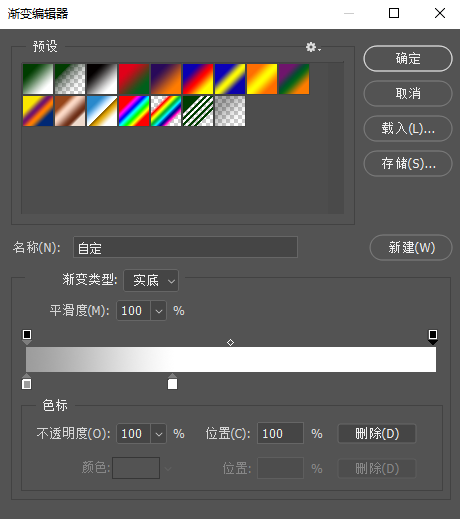 渐变编辑器
预设
确定
取消
载入(L)...
存储(S)...
名称(N): 自定
新建(W)
渐变类型: 实底
平滑度(M): 100 %
色标
不透明度(O): 100 % 位置(C): 100 % 删除(D)
颜色: 位置: % 删除(D)